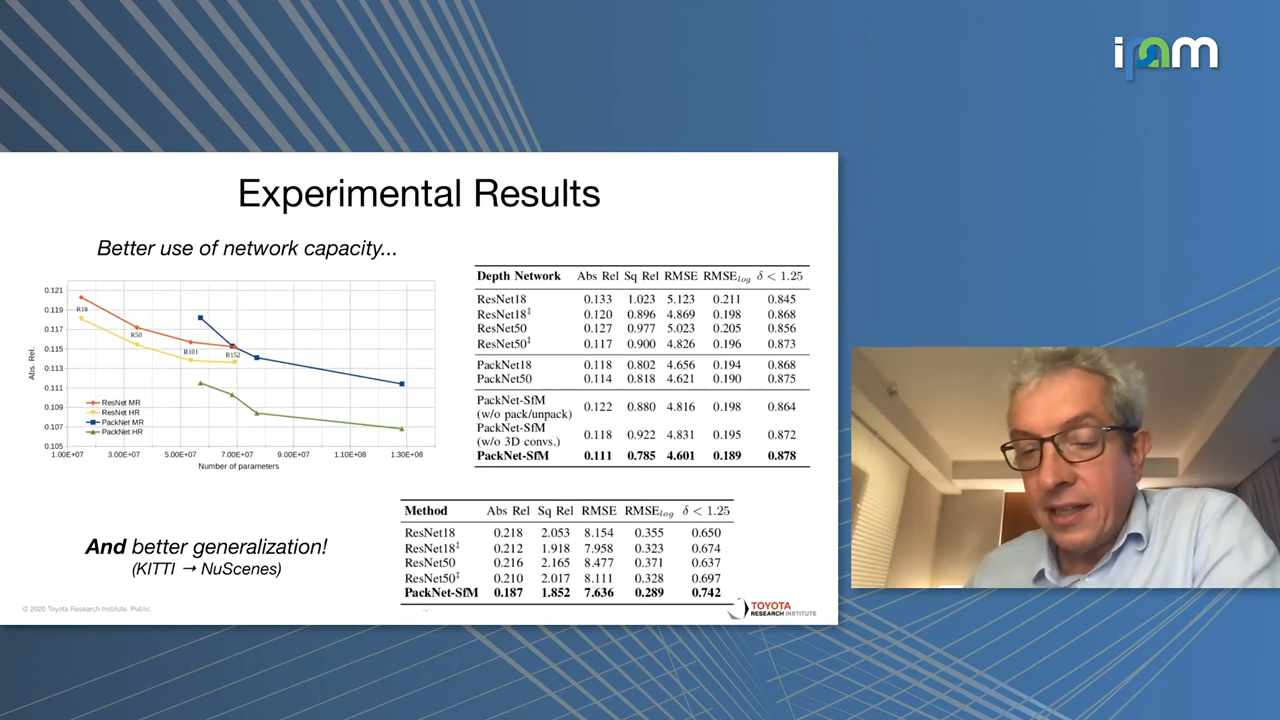 ipam
Experimental Results
Better use of network capacity...
0.121
0.119
0.117
0.115
0.113
0.111
0.109
0.107
0.105
Abs. Rel.
R18
R50
R101
R152
ResNet MR
ResNet HR
PackNet MR
PackNet HR
1.00E+07 3.00E+07 5.00E+07 7.00E+07 9.00E+07 1.10E+08 1.30E+08
Number of parameters
Depth Network Abs Rel Sq Rel RMSE RMSElog δ < 1.25
ResNet18 0.133 1.023 5.123 0.211 0.845
ResNet18‡ 0.120 0.896 4.869 0.198 0.868
ResNet50 0.127 0.977 5.023 0.205 0.856
ResNet50‡ 0.117 0.900 4.826 0.196 0.873
PackNet18 0.118 0.802 4.656 0.194 0.868
PackNet50 0.114 0.818 4.621 0.190 0.875
PackNet-SfM
(w/o pack/unpack) 0.122 0.880 4.816 0.198 0.864
PackNet-SfM
(w/o 3D convs.) 0.118 0.922 4.831 0.195 0.872
PackNet-SfM 0.111 0.785 4.601 0.189 0.878
And better generalization!
(KITTI → NuScenes)
Method Abs Rel Sq Rel RMSE RMSElog δ < 1.25
ResNet18 0.218 2.053 8.154 0.355 0.650
ResNet18‡ 0.212 1.918 7.958 0.323 0.674
ResNet50 0.216 2.165 8.477 0.371 0.637
ResNet50‡ 0.210 2.017 8.111 0.328 0.697
PackNet-SfM 0.187 1.852 7.636 0.289 0.742
© 2020 Toyota Research Institute. Public.
TOYOTA
RESEARCH INSTITUTE